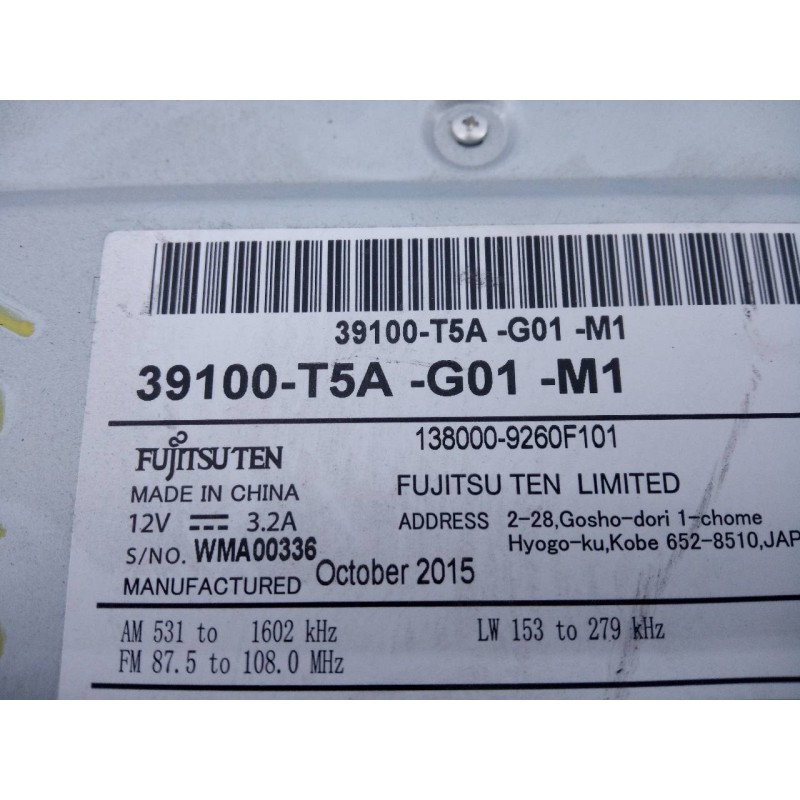 39100-T5A -G01 -M1
39100-T5A -G01 -M1
138000-9260F101
FUJITSU TEN
FUJITSU TEN LIMITED
MADE IN CHINA
12V ⎓ 3.2A
ADDRESS 2-28,Gosho-dori 1-chome
Hyogo-ku,Kobe 652-8510,JAP
S/NO. WMA00336
MANUFACTURED October 2015
AM 531 to 1602 kHz
LW 153 to 279 kHz
FM 87.5 to 108.0 MHz